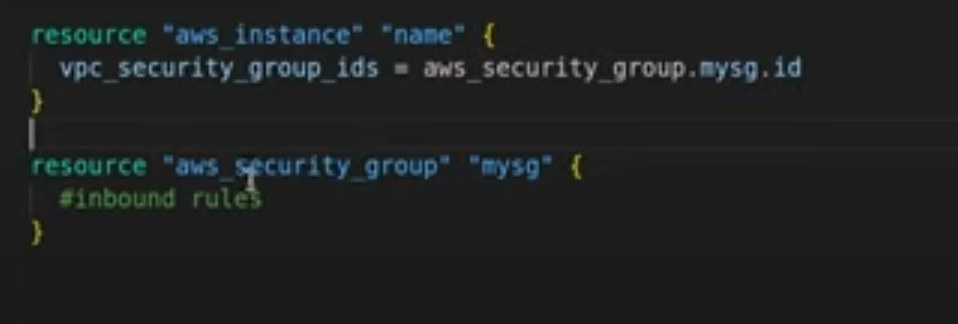 resource "aws_instance" "name" {
  vpc_security_group_ids = aws_security_group.mysg.id
}
resource "aws_security_group" "mysg" {
  #inbound rules
}